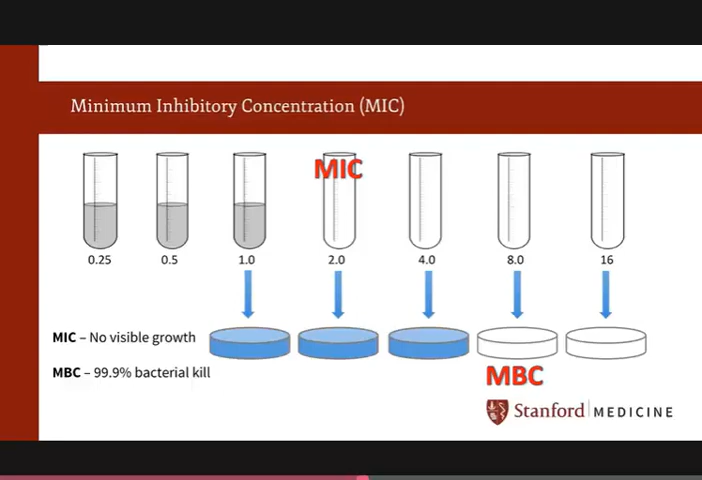 Minimum Inhibitory Concentration (MIC)
MIC
0.25 0.5 1.0 2.0 4.0 8.0 16
MIC – No visible growth
MBC – 99.9% bacterial kill
MBC
Stanford MEDICINE